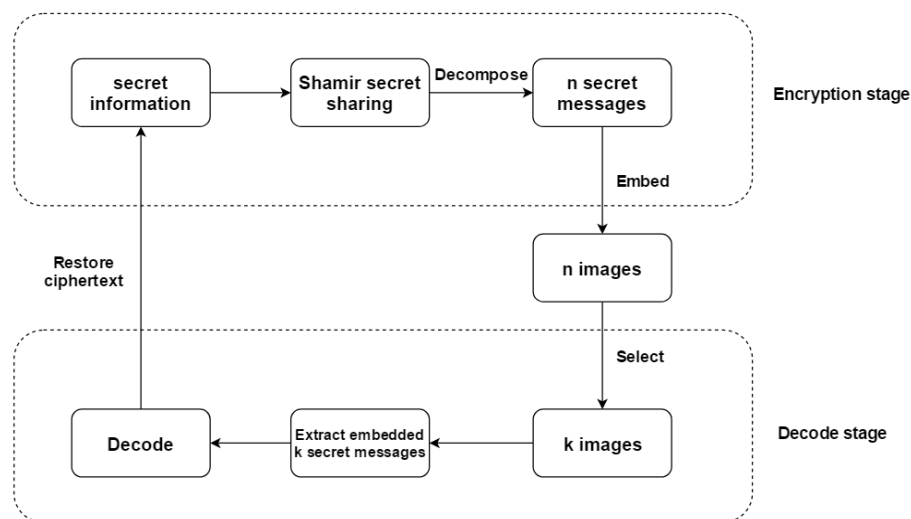 secret
information
Shamir secret
sharing
Decompose
n secret
messages
Encryption stage
Embed
n images
Restore
ciphertext
Select
Decode
Extract embedded
k secret messages
k images
Decode stage